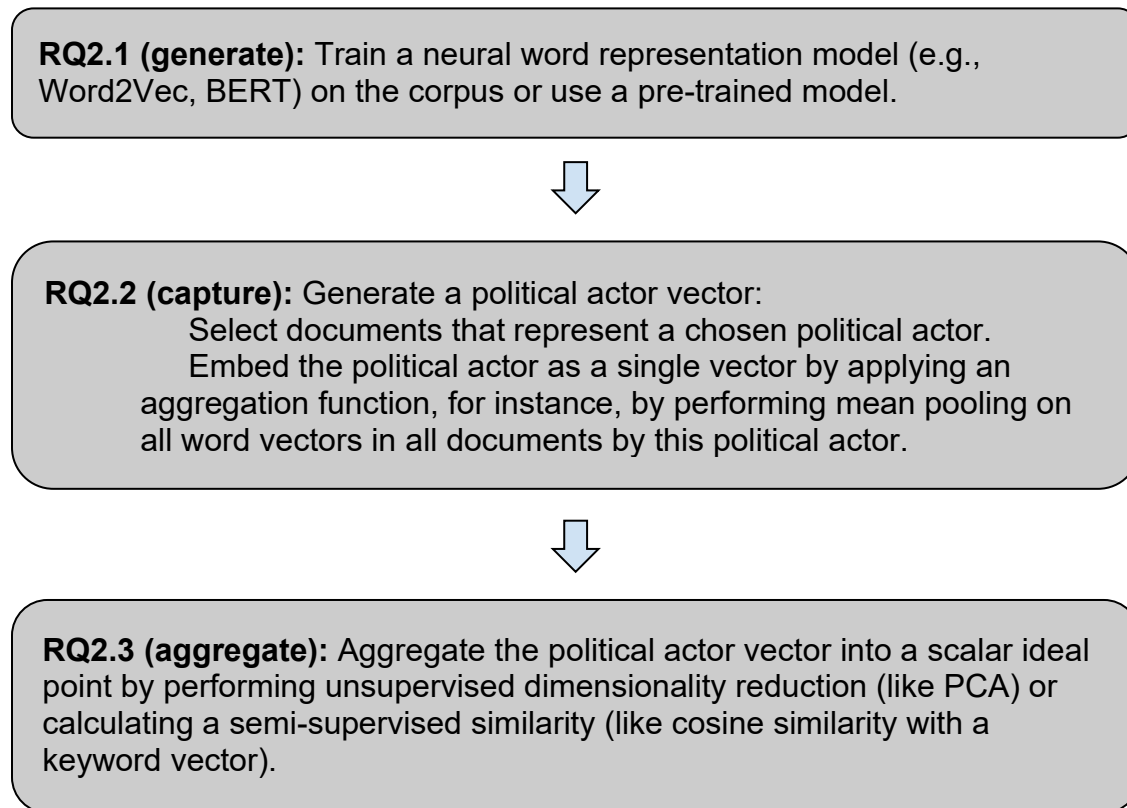 RQ2.1 (generate): Train a neural word representation model (e.g.,
Word2Vec, BERT) on the corpus or use a pre-trained model.
RQ2.2 (capture): Generate a political actor vector:
Select documents that represent a chosen political actor.
Embed the political actor as a single vector by applying an
aggregation function, for instance, by performing mean pooling on
all word vectors in all documents by this political actor.
RQ2.3 (aggregate): Aggregate the political actor vector into a scalar ideal
point by performing unsupervised dimensionality reduction (like PCA) or
calculating a semi-supervised similarity (like cosine similarity with a
keyword vector).